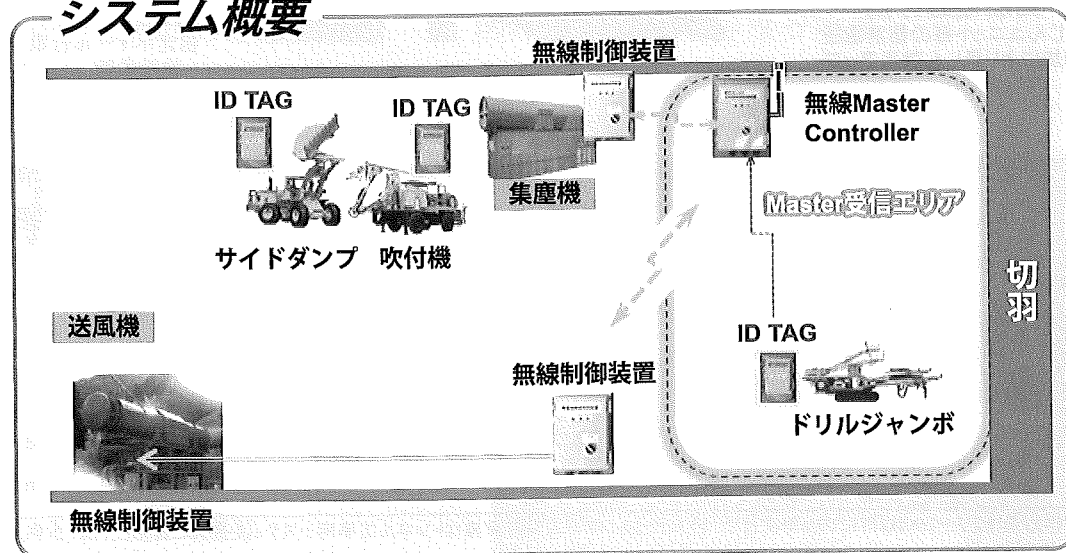 システム概要
無線制御装置
ID TAG
ID TAG
無線Master
Controller
集塵機
Master受信エリア
サイドダンプ
吹付機
切羽
送風機
ID TAG
無線制御装置
ドリルジャンボ
無線制御装置